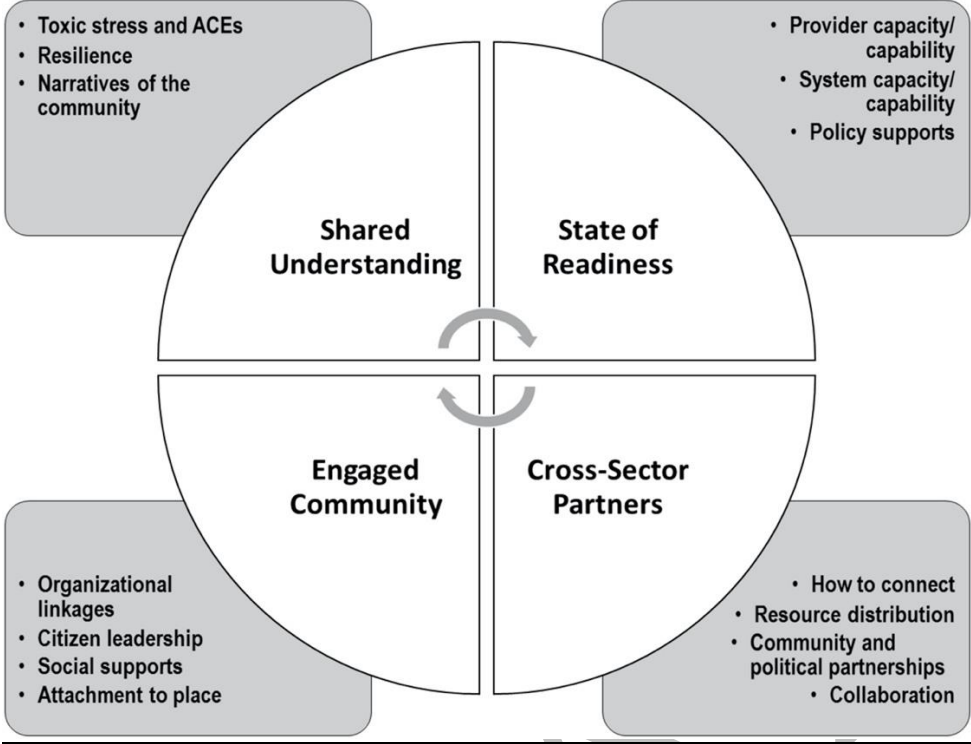 • Toxic stress and ACEs
• Resilience
• Narratives of the
community
• Provider capacity/
capability
• System capacity/
capability
• Policy supports
Shared
Understanding
State of
Readiness
Engaged
Community
Cross-Sector
Partners
• Organizational
linkages
• Citizen leadership
• Social supports
• Attachment to place
• How to connect
• Resource distribution
• Community and
political partnerships
• Collaboration